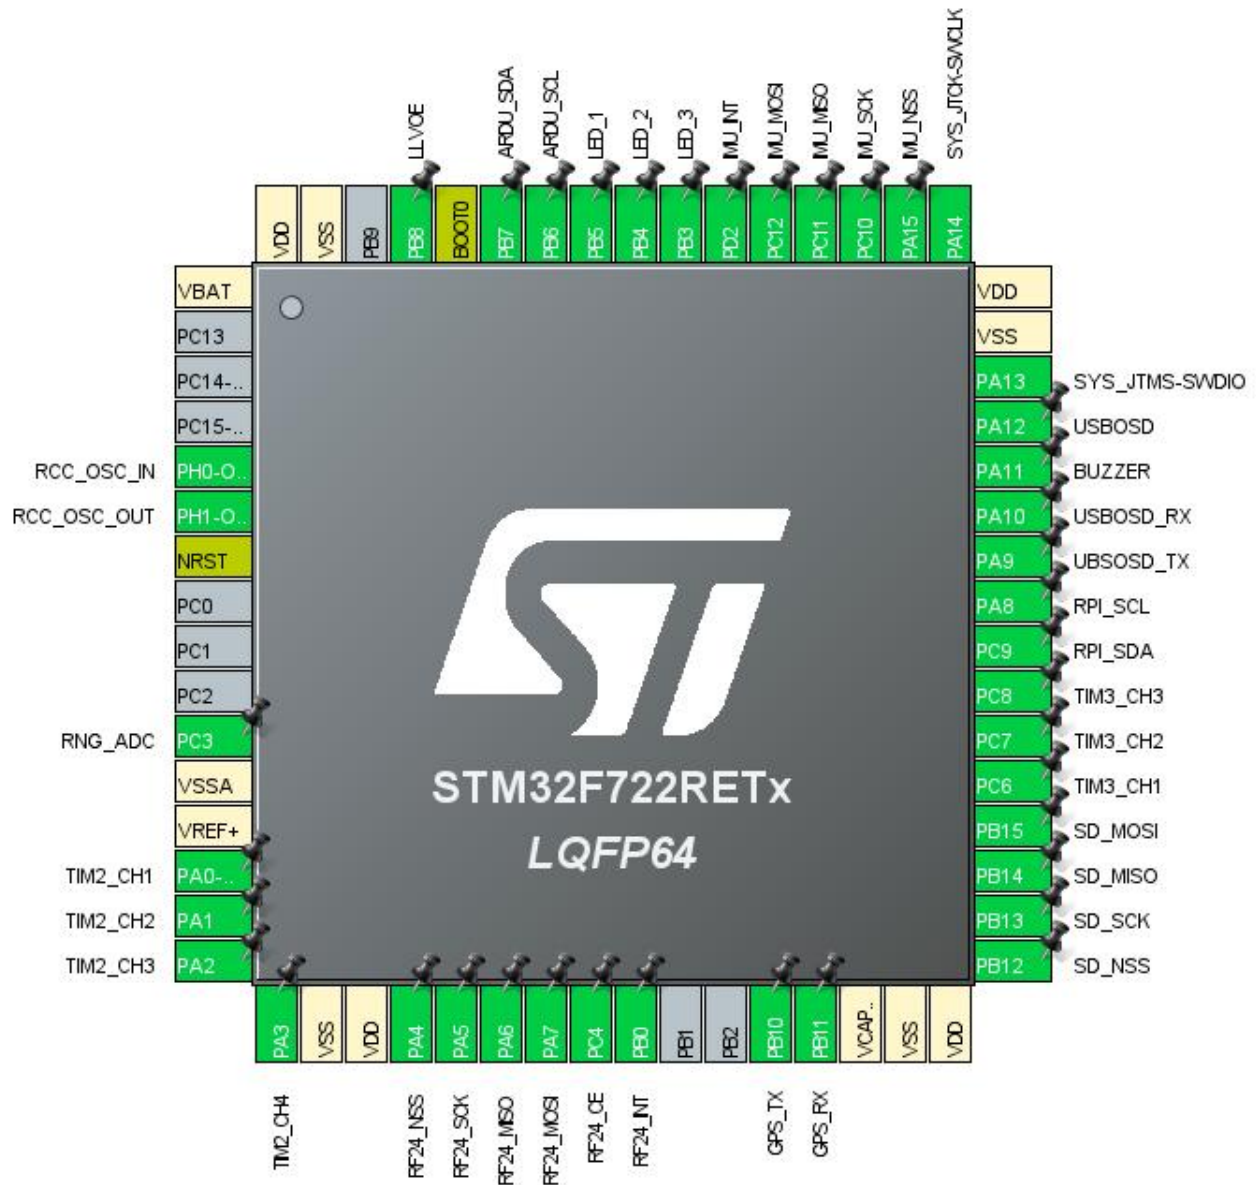 LLVOE
ARDU_SDA
ARDU_SCL
LED_1
LED_2
LED_3
IMU_INT
IMU_MOSI
IMU_MISO
IMU_SCK
IMU_NSS
SYS_JTCK-SWCLK
VDD
VSS
PB9
PB8
BOOT0
PB7
PB6
PB5
PB4
PB3
PD2
PC12
PC11
PC10
PA15
PA14
VBAT
PC13
PC14-..
PC15-..
RCC_OSC_IN PH0-O..
RCC_OSC_OUT PH1-O..
NRST
PC0
PC1
PC2
RNG_ADC PC3
VSSA
VREF+
TIM2_CH1 PA0-..
TIM2_CH2 PA1
TIM2_CH3 PA2
ST
STM32F722RETx
LQFP64
VDD
VSS
PA13 SYS_JTMS-SWDIO
PA12 USBOSD
PA11 BUZZER
PA10 USBOSD_RX
PA9 UBSOSD_TX
PA8 RPI_SCL
PC9 RPI_SDA
PC8 TIM3_CH3
PC7 TIM3_CH2
PC6 TIM3_CH1
PB15 SD_MOSI
PB14 SD_MISO
PB13 SD_SCK
PB12 SD_NSS
PA3
VSS
VDD
PA4
PA5
PA6
PA7
PC4
PB0
PB1
PB2
PB10
PB11
VCAP..
VSS
VDD
TIM2_CH4
RF24_NSS
RF24_SCK
RF24_MISO
RF24_MOSI
RF24_CE
RF24_INT
GPS_TX
GPS_RX